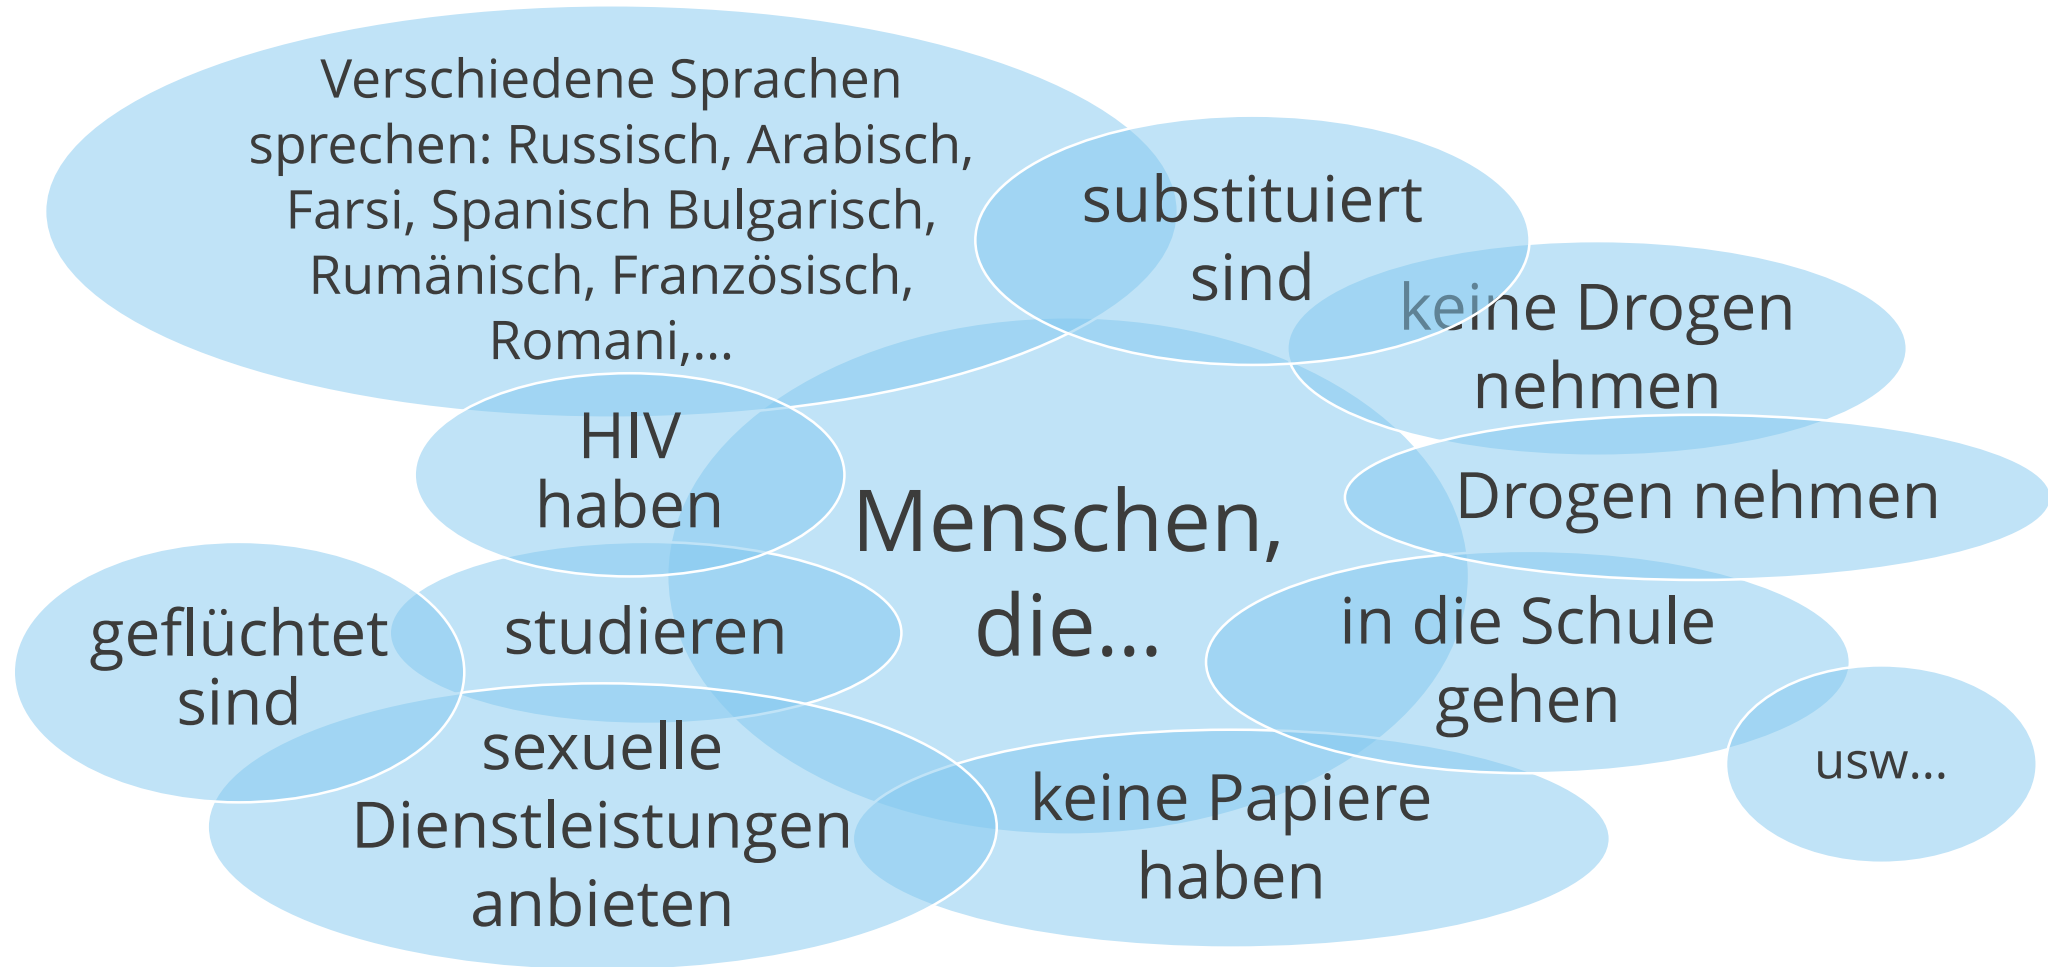 Verschiedene Sprachen
sprechen: Russisch, Arabisch,
Farsi, Spanisch Bulgarisch,
Rumänisch, Französisch,
Romani,...
substituiert
sind
keine Drogen
nehmen
HIV
haben
Menschen,
die...
Drogen nehmen
geflüchtet
sind
studieren
in die Schule
gehen
sexuelle
Dienstleistungen
anbieten
keine Papiere
haben
usw...